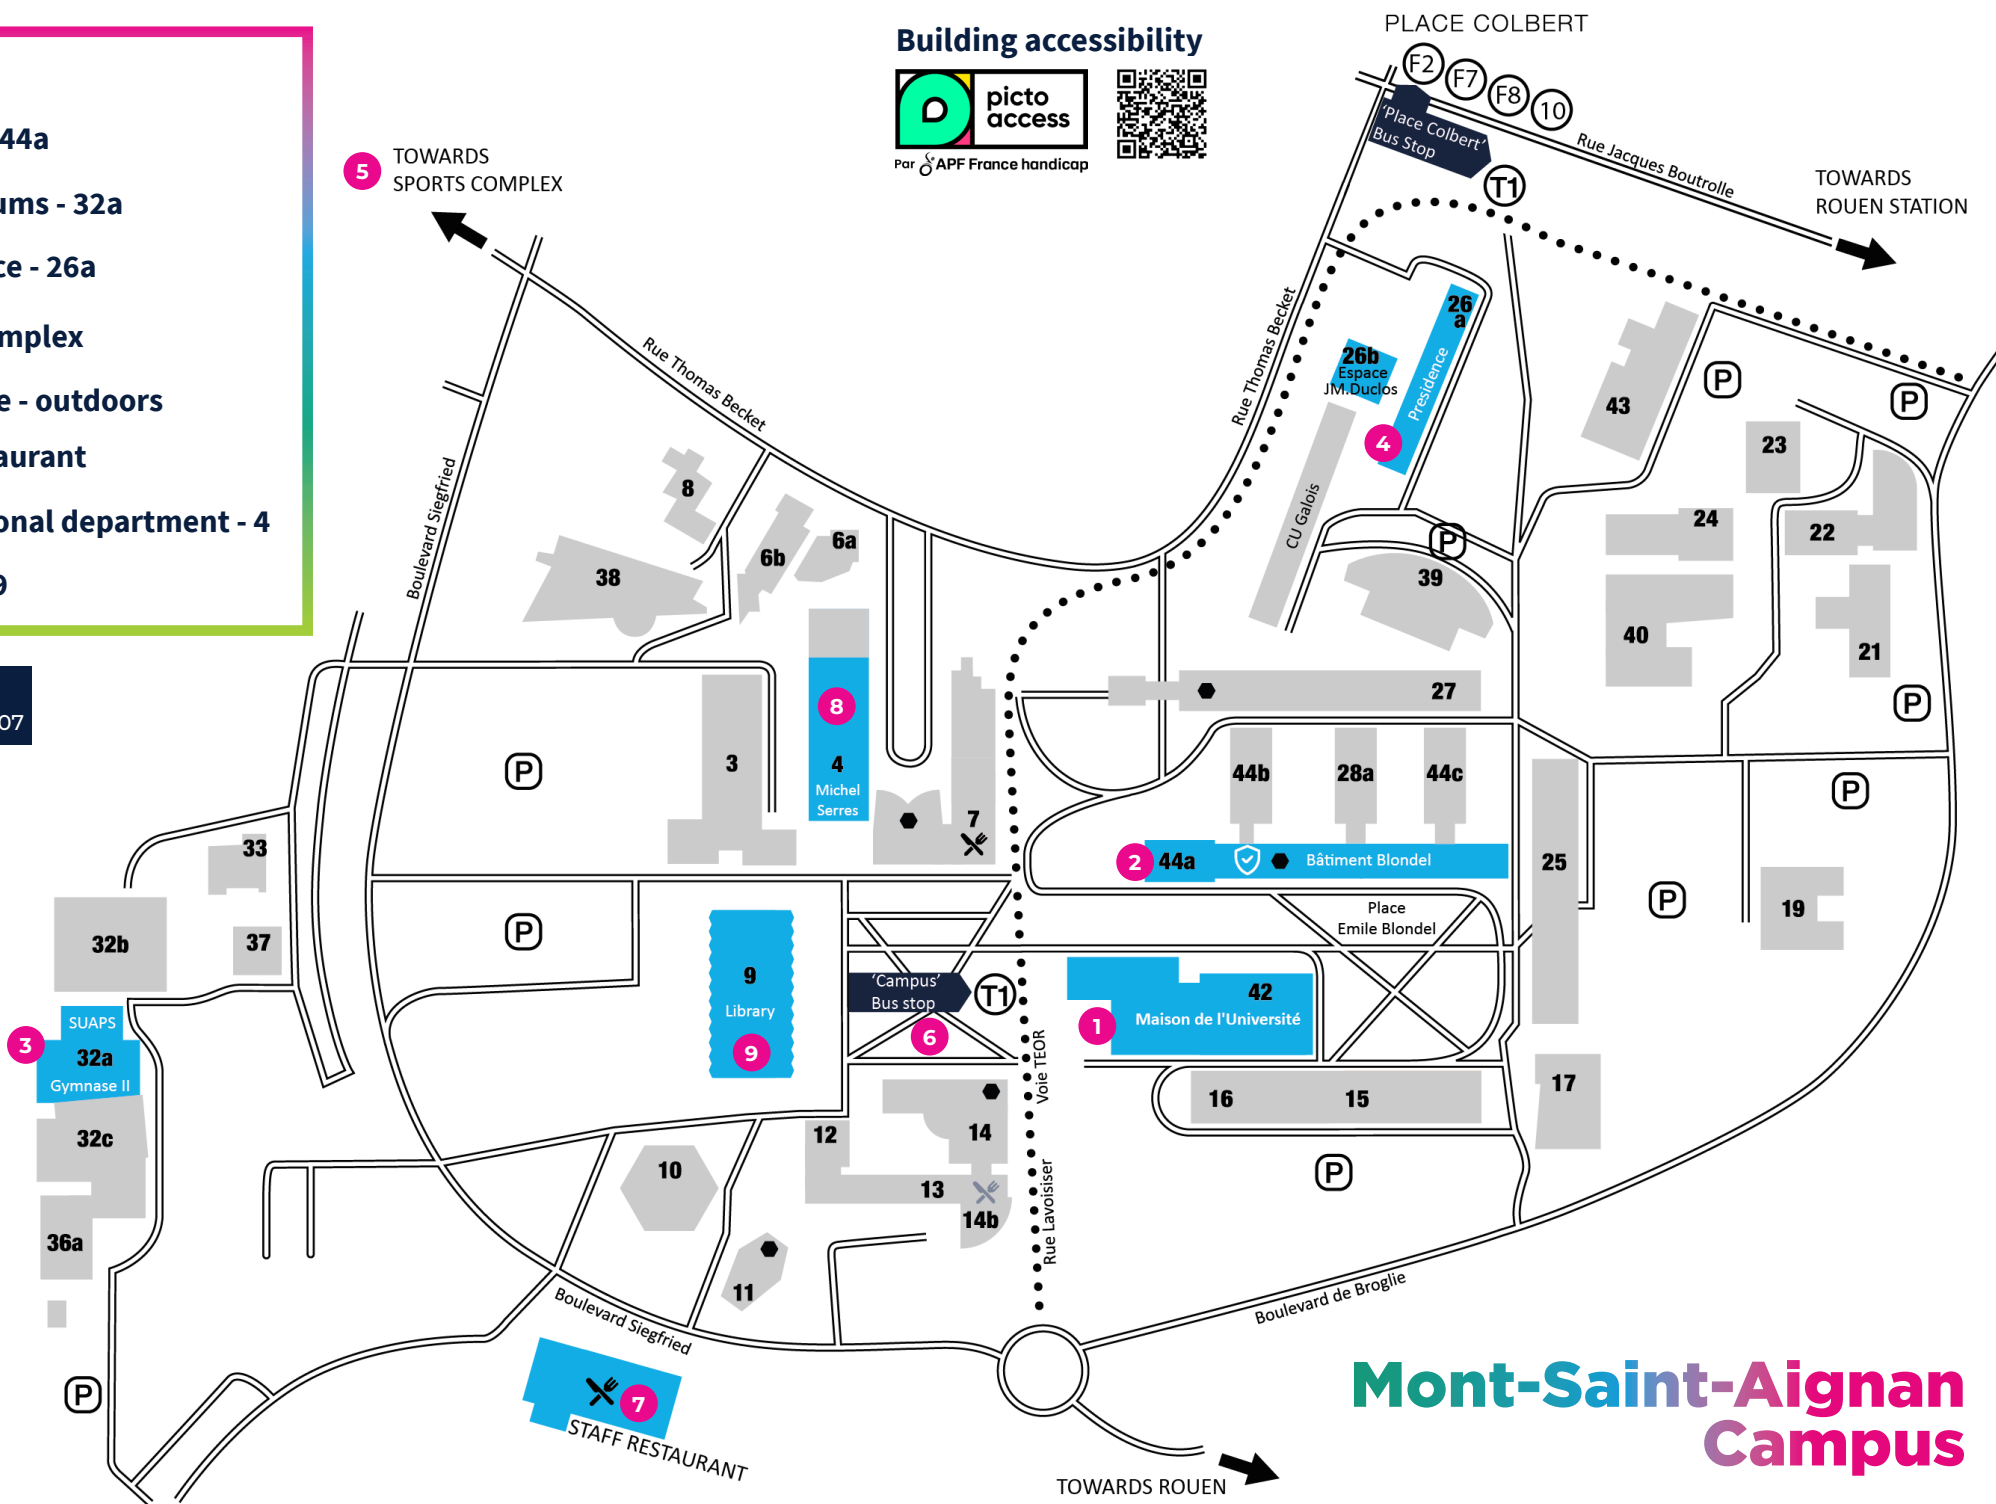 PLACE COLBERT
F2
F7
F8
10
Building accessibility
picto
access
Par APF France handicap
'Place Colbert'
Bus Stop
T1
Rue Jacques Boutrolle
TOWARDS
ROUEN STATION
44a
ums - 32a
ce - 26a
mplex
e - outdoors
aurant
onal department - 4
9
07
5
TOWARDS
SPORTS COMPLEX
Rue Thomas Becket
Rue Thomas Becket
Boulevard Siegfried
26
a
Presidence
26b
Espace
JM.Duclos
4
CU Galois
P
39
43
P
P
23
24
22
40
21
P
8
38
6b
6a
8
4
Michel
Serres
3
P
7
27
44b
28a
44c
2
44a
Bâtiment Blondel
25
P
P
19
Place
Emile Blondel
33
32b
37
P
9
Library
9
'Campus'
Bus stop
T1
6
42
Maison de l'Université
1
SUAPS
3
32a
Gymnase II
32c
36a
P
Voie TEOR
16
15
17
P
12
14
13
14b
10
11
Rue Lavoisiser
Boulevard Siegfried
Boulevard de Broglie
7
STAFF RESTAURANT
TOWARDS ROUEN
Mont-Saint-Aignan
Campus